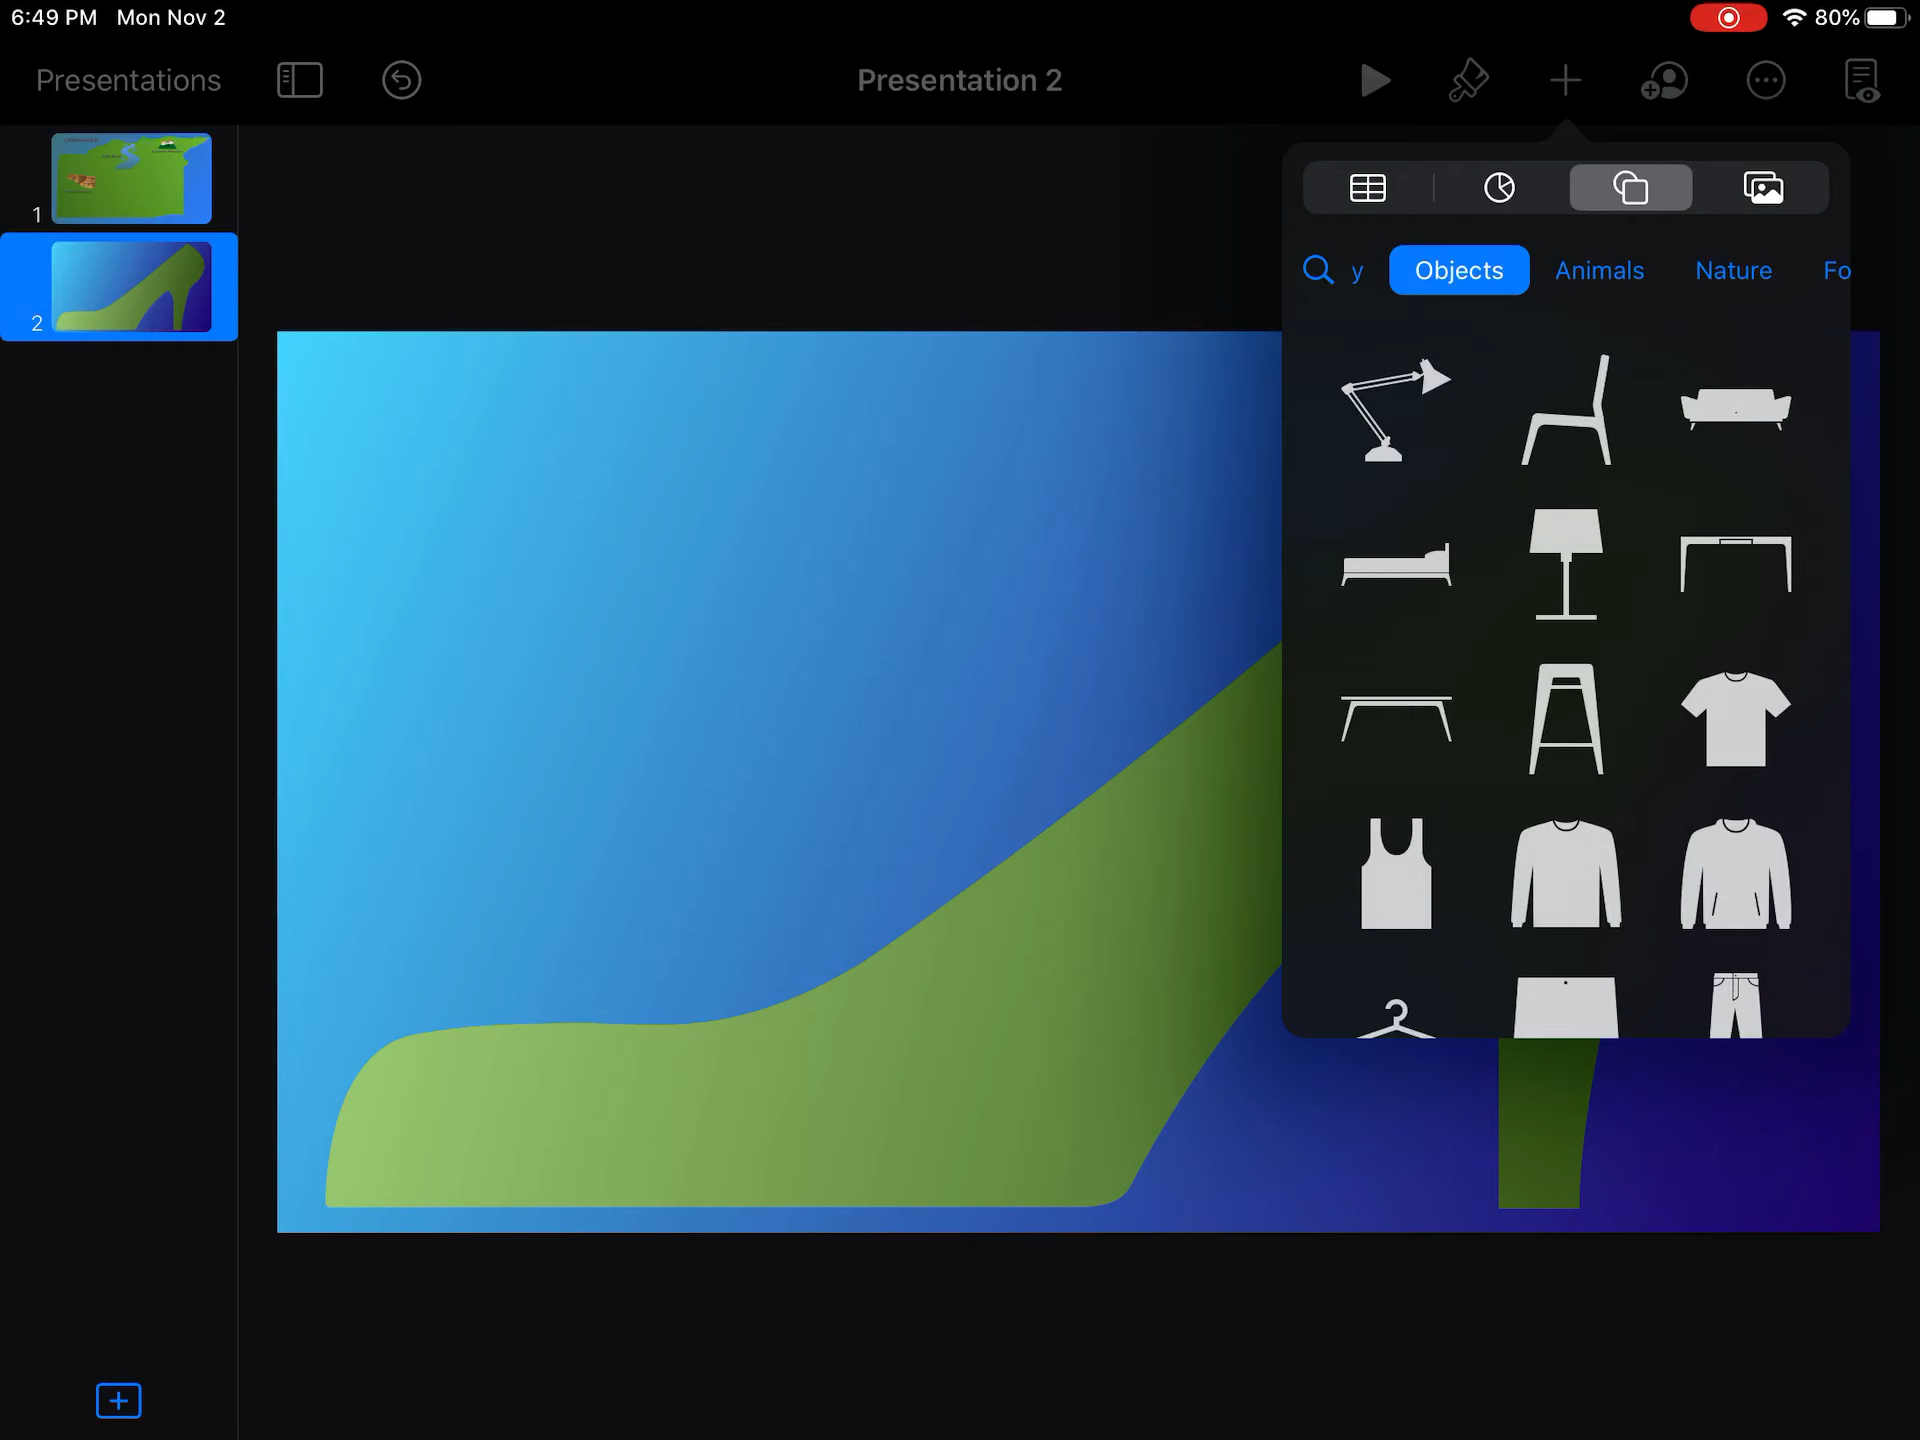 6:49 PM Mon Nov 2
80%
Presentations
Presentation 2
1
2
y
Objects
Animals
Nature
Fo